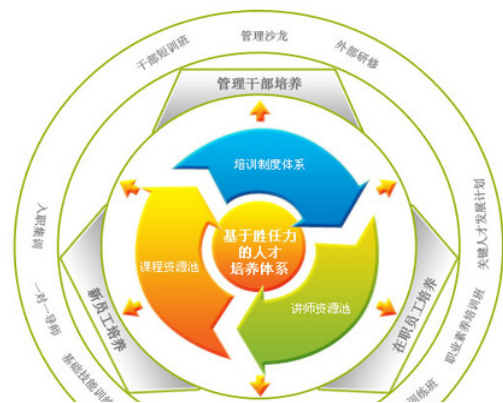 干部短训班
管理沙龙
外部研修
管理干部培养
培训制度体系
入职集训
关键人才发展计划
基于胜任力
的人才
培养体系
课程资源池
讲师资源池
新员工培养
在职员工培养
一对一导师
职业素养培训班
基础技能训练
训练班